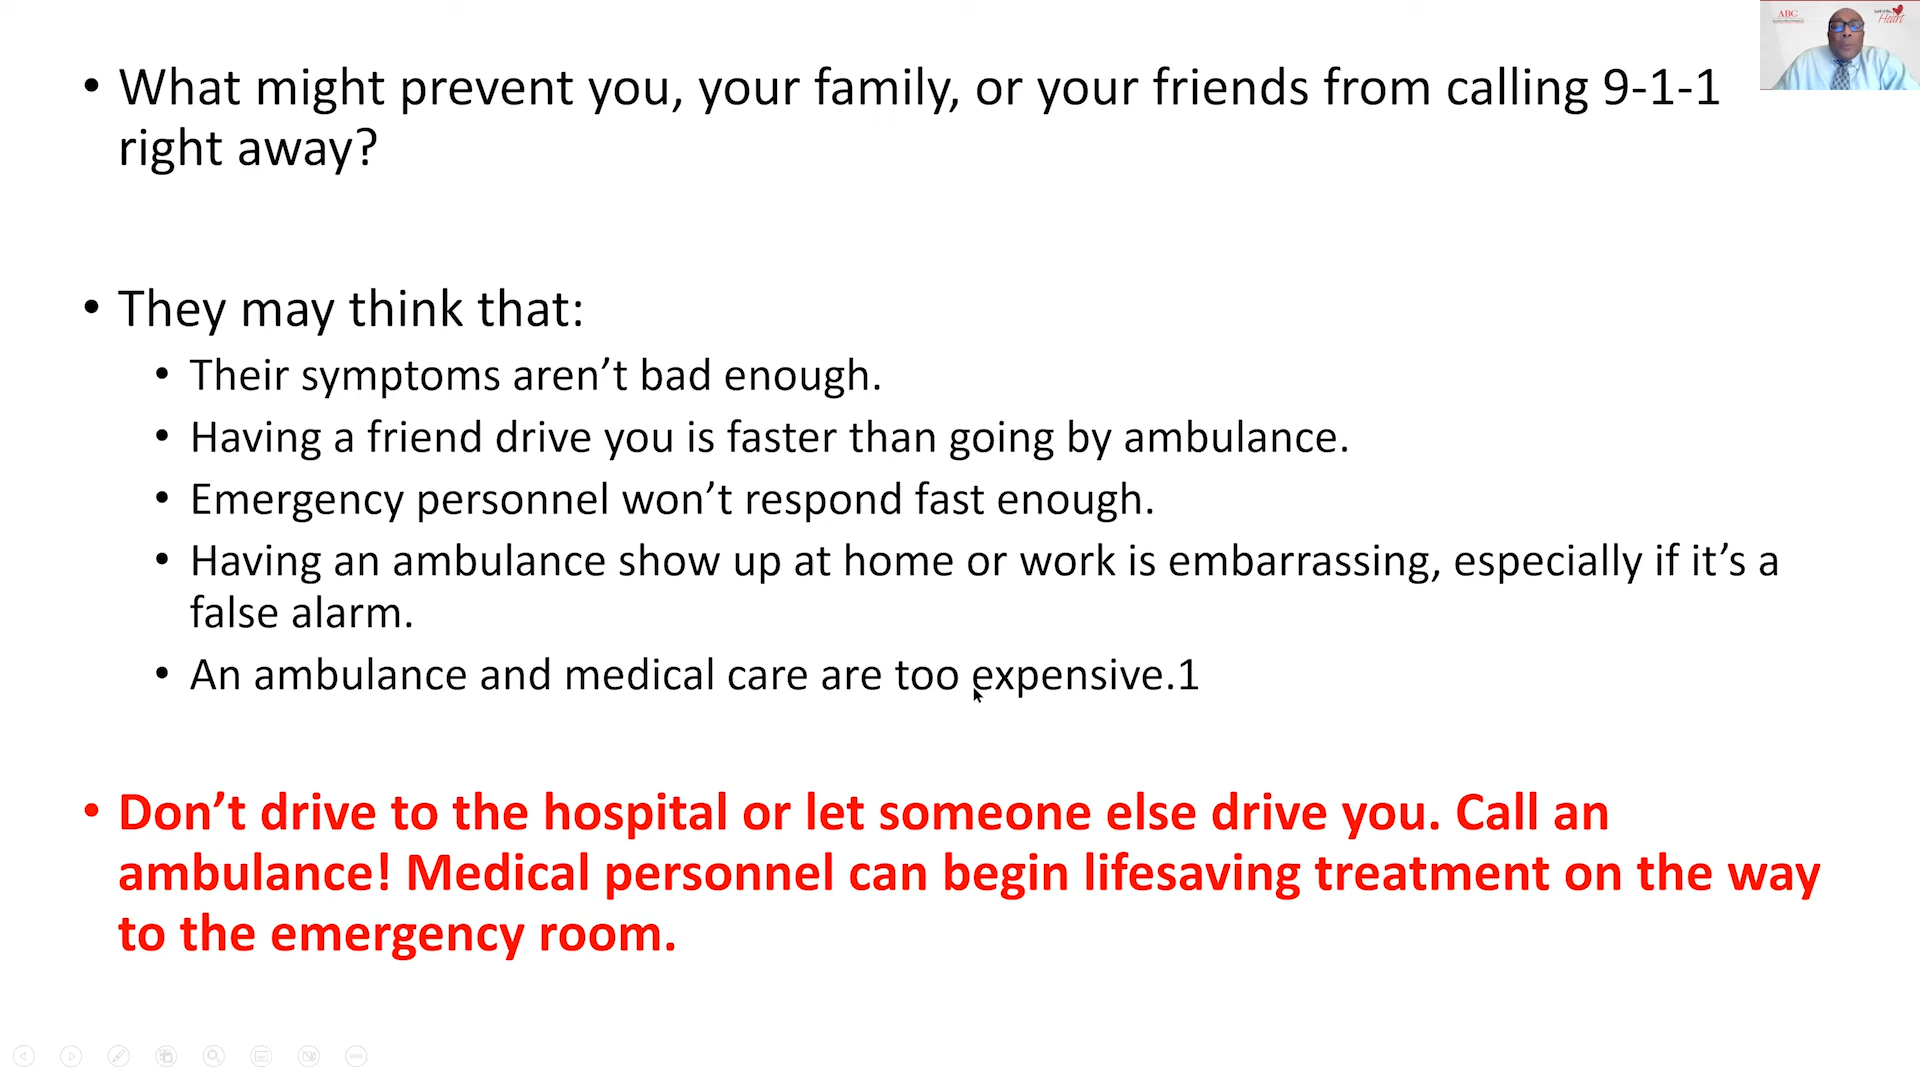 ABC
Heart
• What might prevent you, your family, or your friends from calling 9-1-1
right away?
• They may think that:
• Their symptoms aren’t bad enough.
• Having a friend drive you is faster than going by ambulance.
• Emergency personnel won’t respond fast enough.
• Having an ambulance show up at home or work is embarrassing, especially if it’s a
false alarm.
• An ambulance and medical care are too expensive.1
• Don’t drive to the hospital or let someone else drive you. Call an
ambulance! Medical personnel can begin lifesaving treatment on the way
to the emergency room.